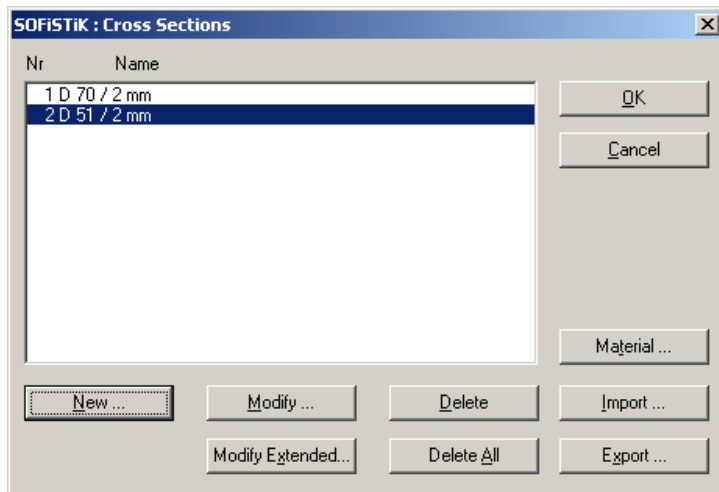 SOFiSTiK : Cross Sections
Nr Name
1 D 70 / 2 mm
2 D 51 / 2 mm
OK
Cancel
Material ...
New ... Modify ... Delete Import ...
Modify Extended... Delete All Export ...